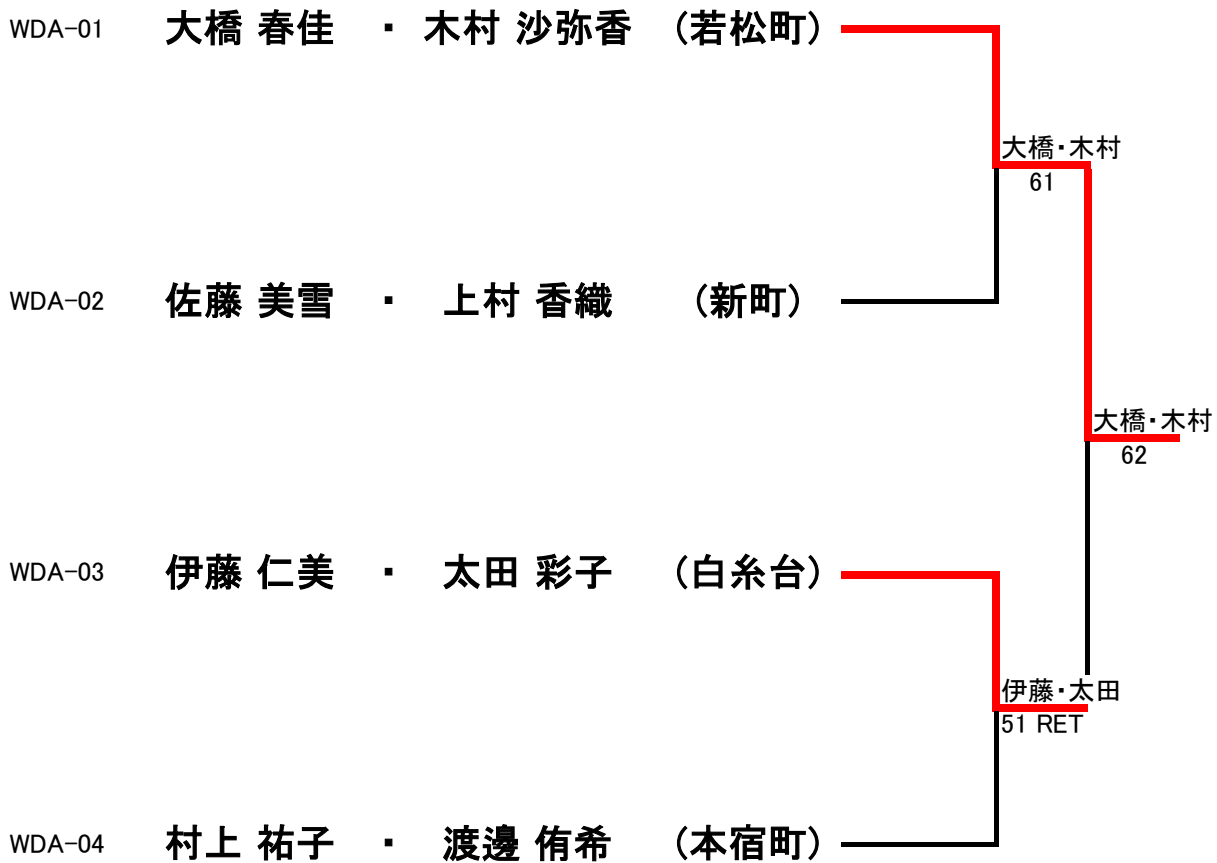 WDA-01 大橋 春佳 ・ 木村 沙弥香 （若松町）
大橋・木村
61
WDA-02 佐藤 美雪 ・ 上村 香織 （新町）
大橋・木村
62
WDA-03 伊藤 仁美 ・ 太田 彩子 （白糸台）
伊藤・太田
51 RET
WDA-04 村上 祐子 ・ 渡邊 侑希 （本宿町）